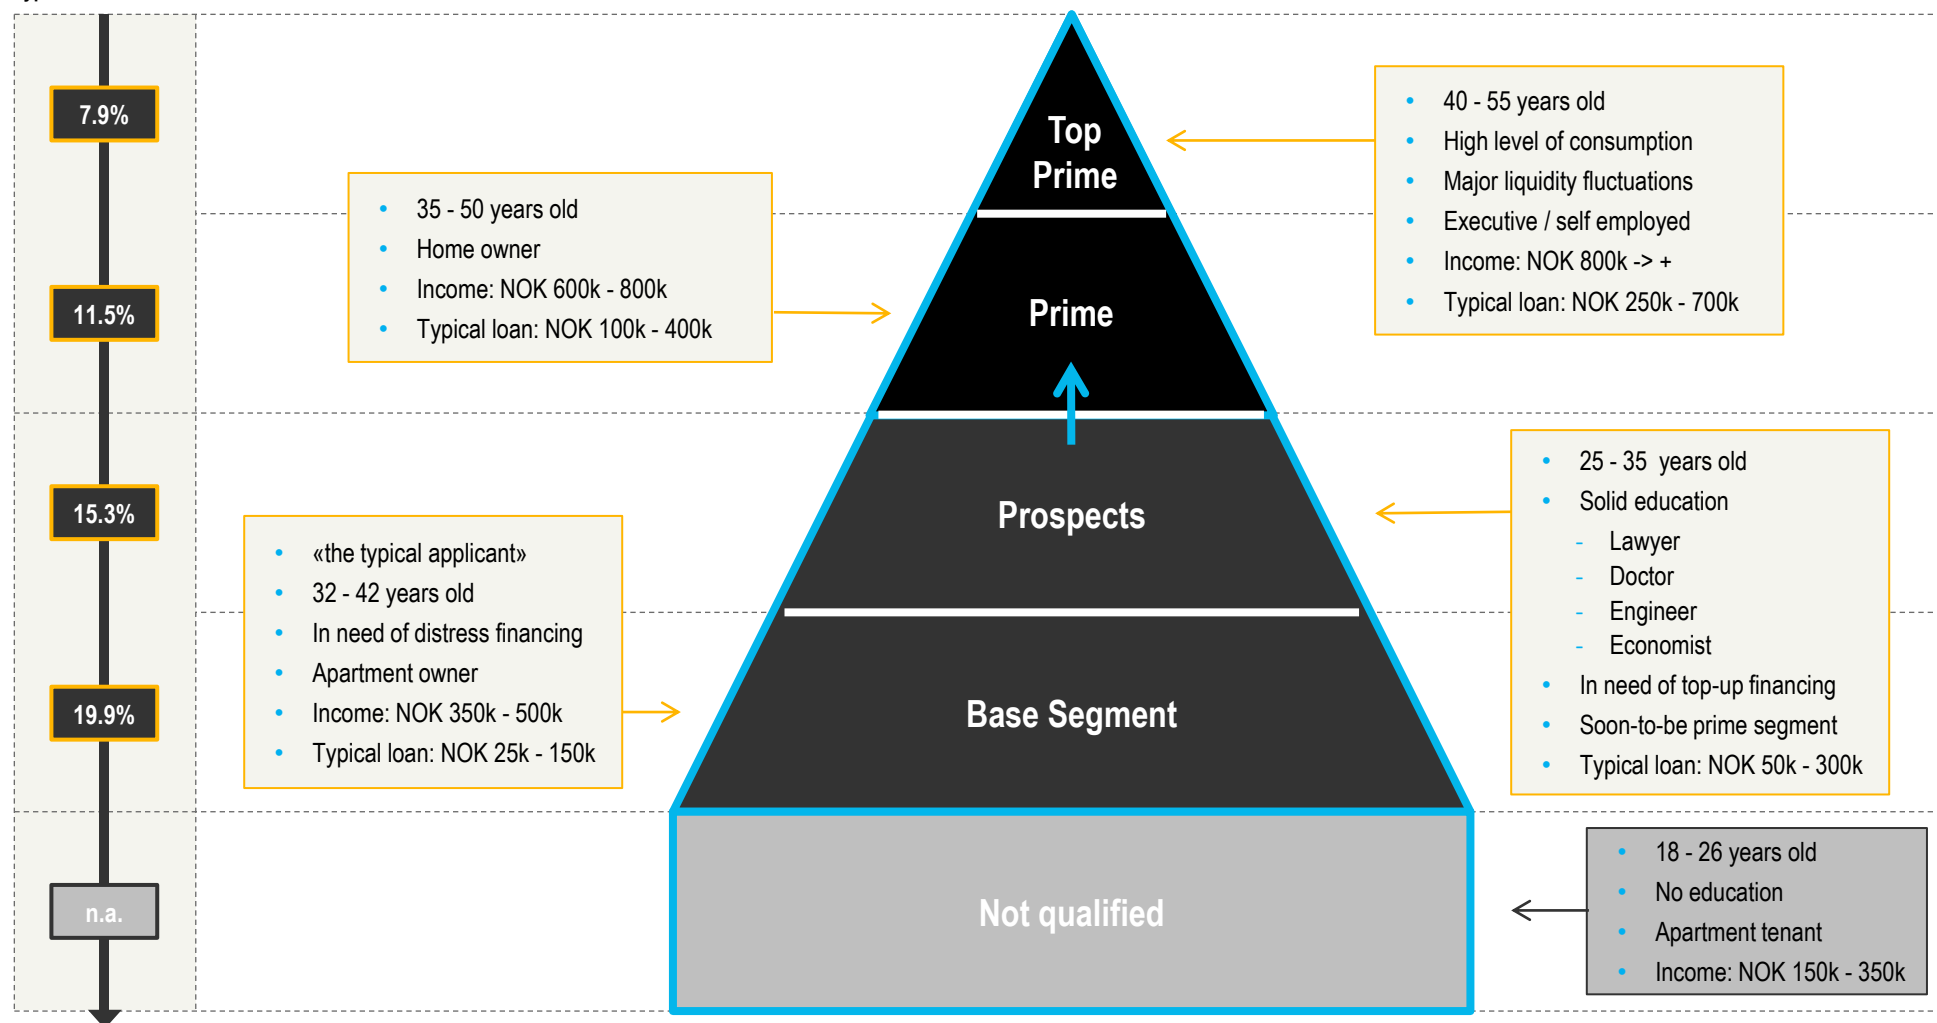 7.9%
11.5%
15.3%
19.9%
n.a.
Top
Prime
Prime
Prospects
Base Segment
Not qualified
• 40 - 55 years old
• High level of consumption
• Major liquidity fluctuations
• Executive / self employed
• Income: NOK 800k -> +
• Typical loan: NOK 250k - 700k
• 35 - 50 years old
• Home owner
• Income: NOK 600k - 800k
• Typical loan: NOK 100k - 400k
• 25 - 35 years old
• Solid education
- Lawyer
- Doctor
- Engineer
- Economist
• In need of top-up financing
• Soon-to-be prime segment
• Typical loan: NOK 50k - 300k
• «the typical applicant»
• 32 - 42 years old
• In need of distress financing
• Apartment owner
• Income: NOK 350k - 500k
• Typical loan: NOK 25k - 150k
• 18 - 26 years old
• No education
• Apartment tenant
• Income: NOK 150k - 350k